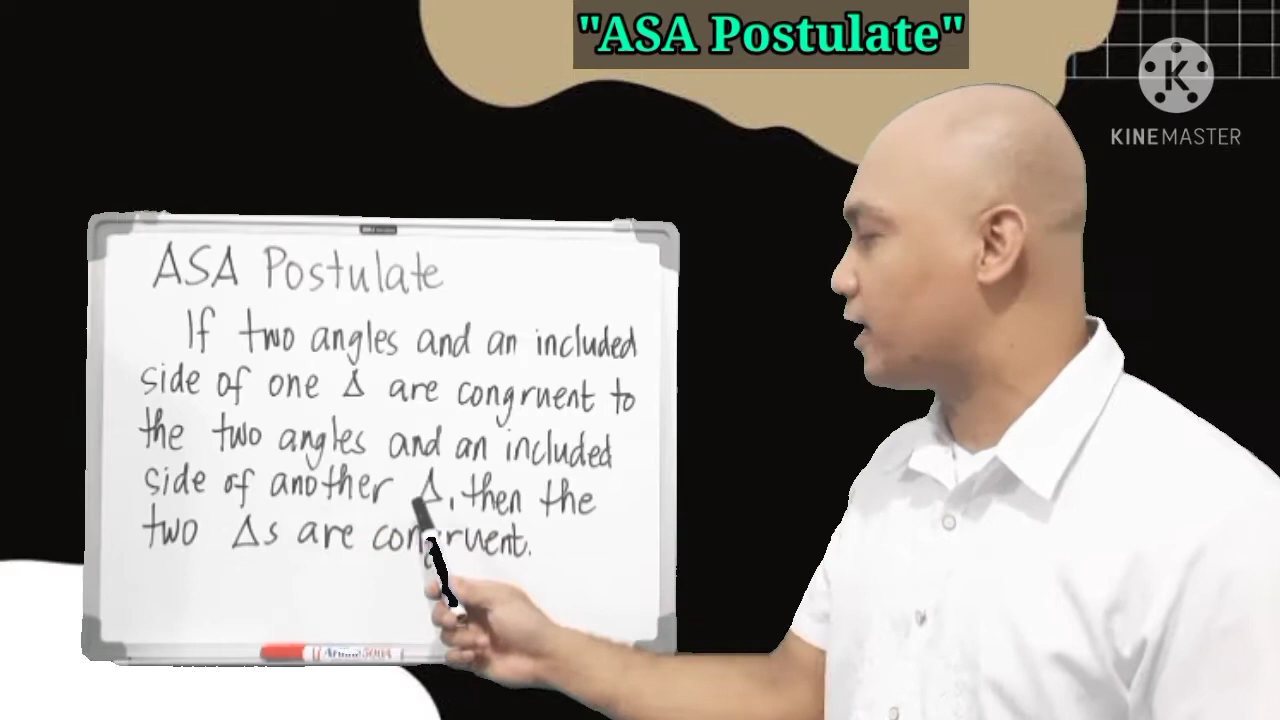 "ASA Postulate"
KINEMASTER
ASA Postulate
If two angles and an included
side of one Δ are congruent to
the two angles and an included
side of another Δ, then the
two Δs are congruent.